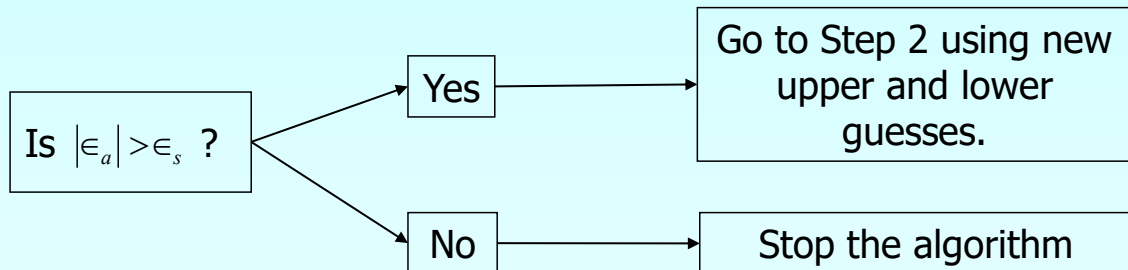 Is |∈ₐ| >∈ₛ ?
Yes
Go to Step 2 using new
upper and lower
guesses.
No
Stop the algorithm